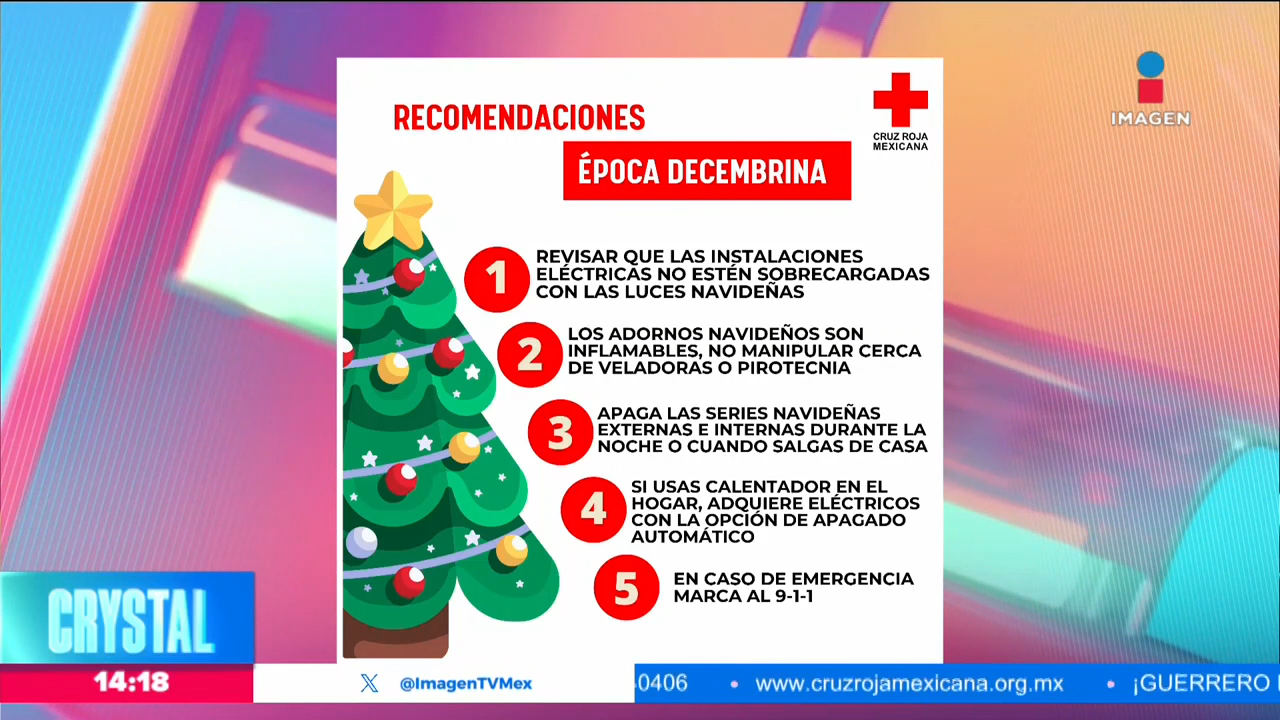 IMAGEN
RECOMENDACIONES
CRUZ ROJA
MEXICANA
ÉPOCA DECEMBRINA
1
REVISAR QUE LAS INSTALACIONES
ELÉCTRICAS NO ESTÉN SOBRECARGADAS
CON LAS LUCES NAVIDEÑAS
2
LOS ADORNOS NAVIDEÑOS SON
INFLAMABLES, NO MANIPULAR CERCA
DE VELADORAS O PIROTECNIA
3
APAGA LAS SERIES NAVIDEÑAS
EXTERNAS E INTERNAS DURANTE LA
NOCHE O CUANDO SALGAS DE CASA
4
SI USAS CALENTADOR EN EL
HOGAR, ADQUIERE ELÉCTRICOS
CON LA OPCIÓN DE APAGADO
AUTOMÁTICO
5
EN CASO DE EMERGENCIA
MARCA AL 9-1-1
CRYSTAL
14:18
X @ImagenTVMex
0406 • www.cruzrojamexicana.org.mx • ¡GUERRERO